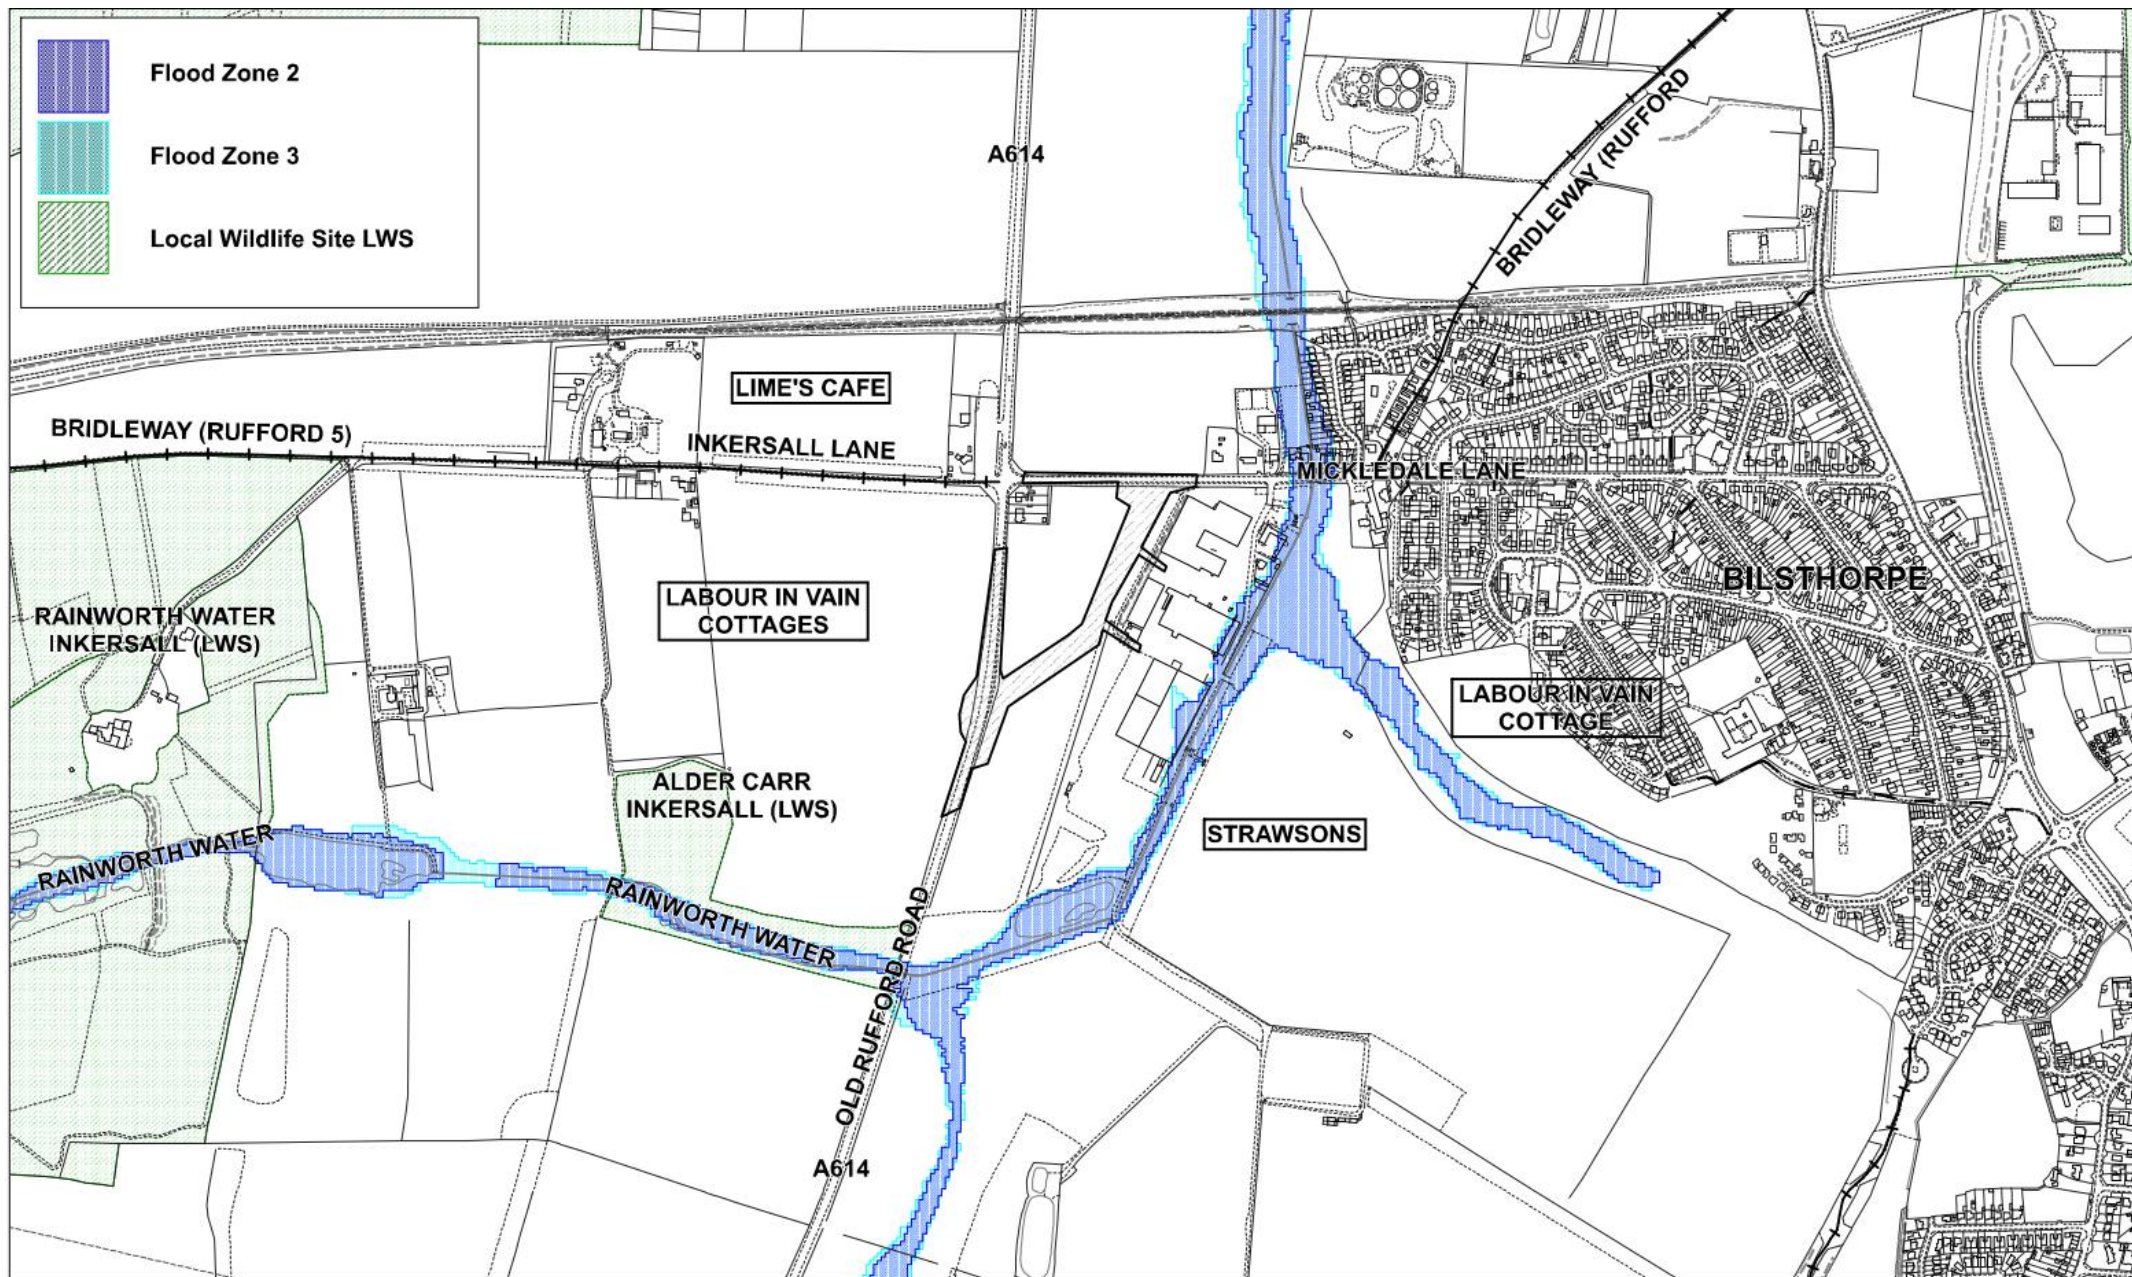 Flood Zone 2
Flood Zone 3
Local Wildlife Site LWS
A614
BRIDLEWAY (RUFFORD
LIME'S CAFE
BRIDLEWAY (RUFFORD 5)
INKERSALL LANE
MICKLEDALE LANE
BILSTHORPE
LABOUR IN VAIN
COTTAGES
RAINWORTH WATER
INKERSALL (LWS)
LABOUR IN VAIN
COTTAGE
ALDER CARR
INKERSALL (LWS)
STRAWSONS
RAINWORTH WATER
RAINWORTH WATER
OLD RUFFORD ROAD
A614